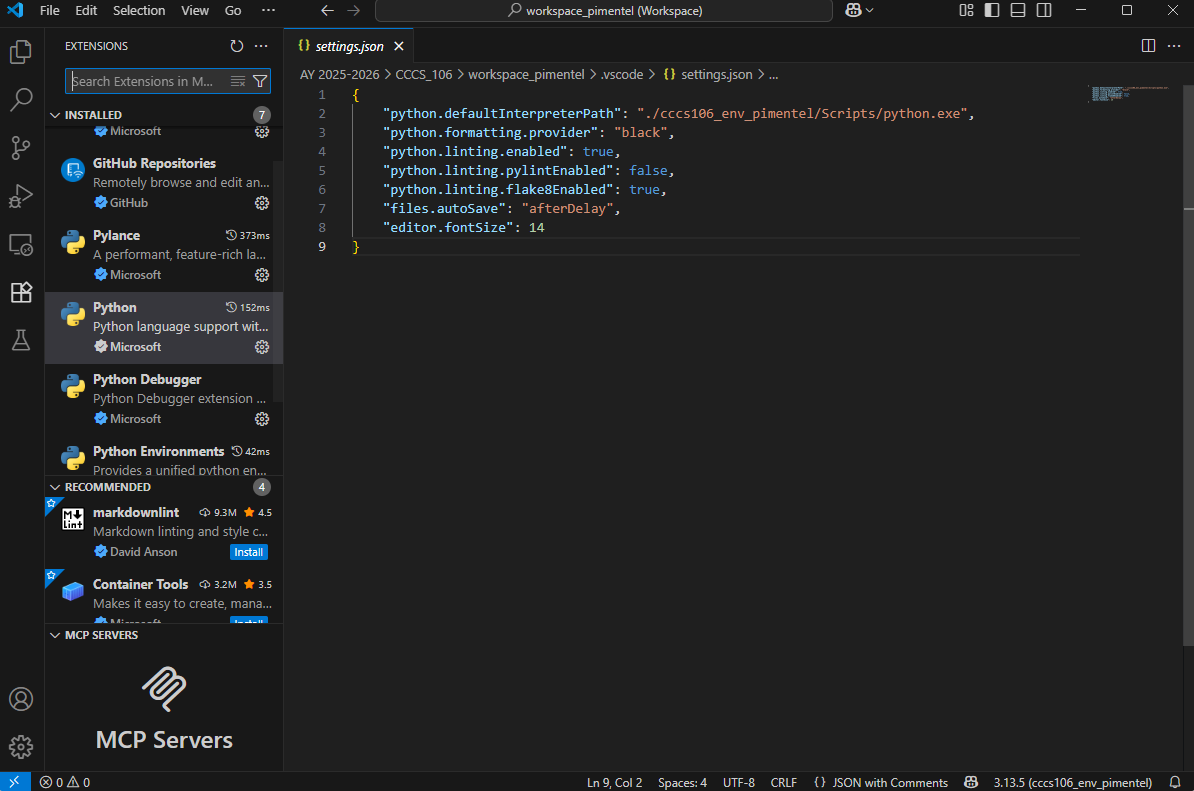 File Edit Selection View Go ··· workspace_pimentel (Workspace)
EXTENSIONS
Search Extensions in M...
INSTALLED 7
Microsoft
GitHub Repositories
Remotely browse and edit an...
GitHub
Pylance 373ms
A performant, feature-rich la...
Microsoft
Python 152ms
Python language support wit...
Microsoft
Python Debugger
Python Debugger extension ...
Microsoft
Python Environments 42ms
Provides a unified python en...
RECOMMENDED 4
markdownlint 9.3M 4.5
Markdown linting and style c...
David Anson Install
Container Tools 3.2M 3.5
Makes it easy to create, mana...
Microsoft Install
MCP SERVERS
MCP Servers
{} settings.json
AY 2025-2026 > CCCS_106 > workspace_pimentel > .vscode > {} settings.json > ...
1 {
2 "python.defaultInterpreterPath": "./cccs106_env_pimentel/Scripts/python.exe",
3 "python.formatting.provider": "black",
4 "python.linting.enabled": true,
5 "python.linting.pylintEnabled": false,
6 "python.linting.flake8Enabled": true,
7 "files.autoSave": "afterDelay",
8 "editor.fontSize": 14
9 }
0 0 Ln 9, Col 2 Spaces: 4 UTF-8 CRLF {} JSON with Comments 3.13.5 (cccs106_env_pimentel)